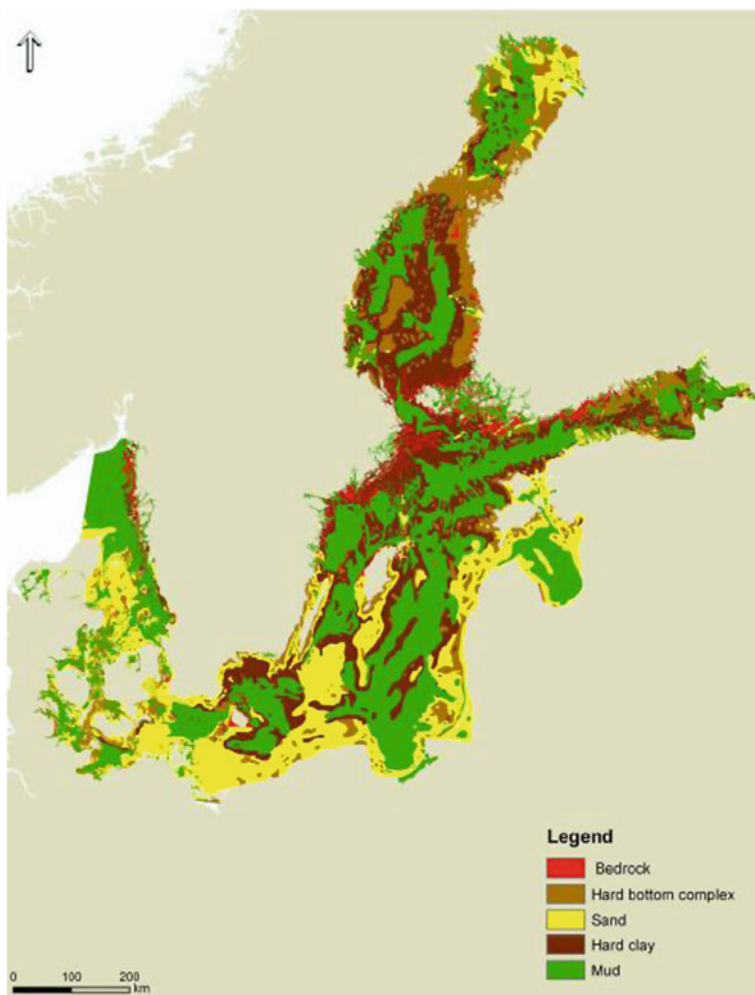 Legend
Bedrock
Hard bottom complex
Sand
Hard clay
Mud
0 100 200
km